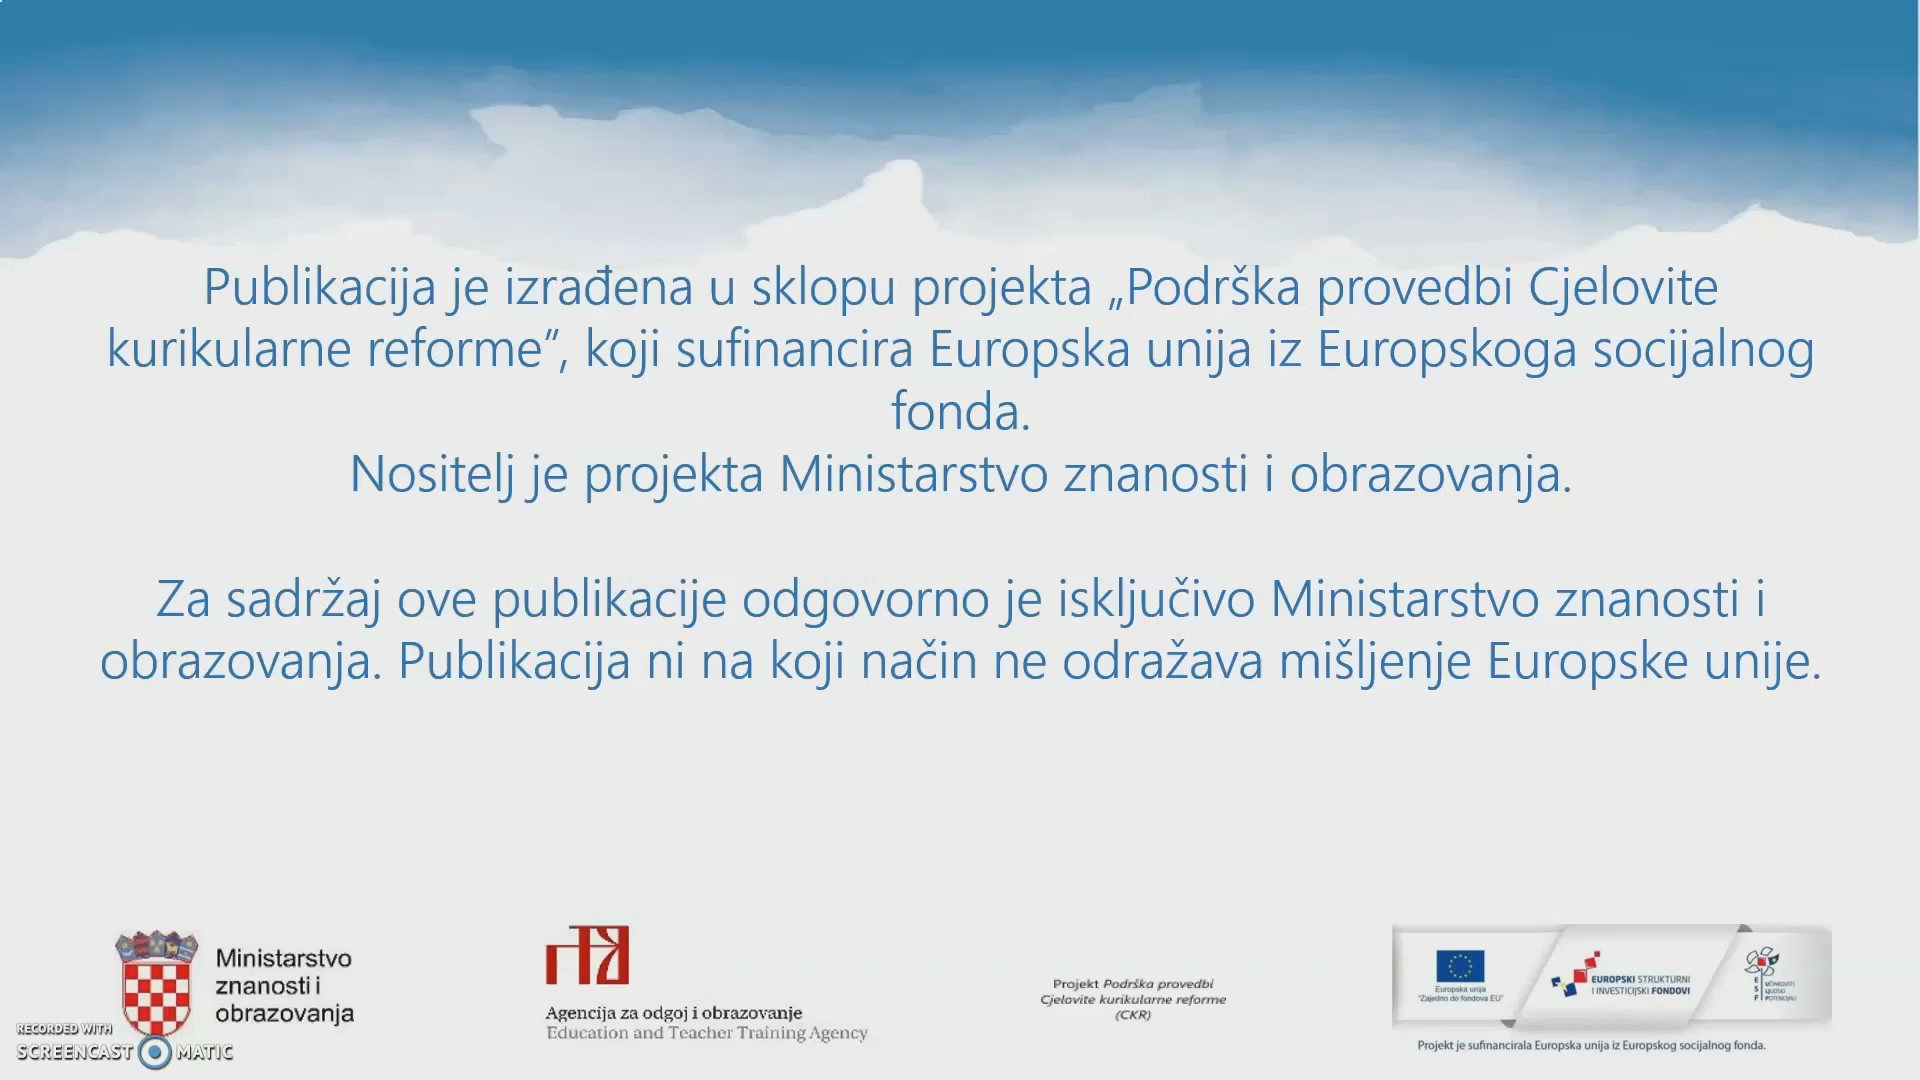 Publikacija je izrađena u sklopu projekta „Podrška provedbi Cjelovite
kurikularne reforme”, koji sufinancira Europska unija iz Europskoga socijalnog
fonda.
Nositelj je projekta Ministarstvo znanosti i obrazovanja.
Za sadržaj ove publikacije odgovorno je isključivo Ministarstvo znanosti i
obrazovanja. Publikacija ni na koji način ne odražava mišljenje Europske unije.
Ministarstvo
znanosti i
obrazovanja
Agencija za odgoj i obrazovanje
Education and Teacher Training Agency
Projekt Podrška provedbi
Cjelovite kurikularne reforme
(CKR)
Europska unija
"Zajedno do fondova EU"
EUROPSKI STRUKTURNI
I INVESTICIJSKI FONDOVI
ESF
UČINKOVITI
LJUDSKI
POTENCIJALI
Projekt je sufinancirala Europska unija iz Europskog socijalnog fonda.
RECORDED WITH
SCREENCAST MATIC